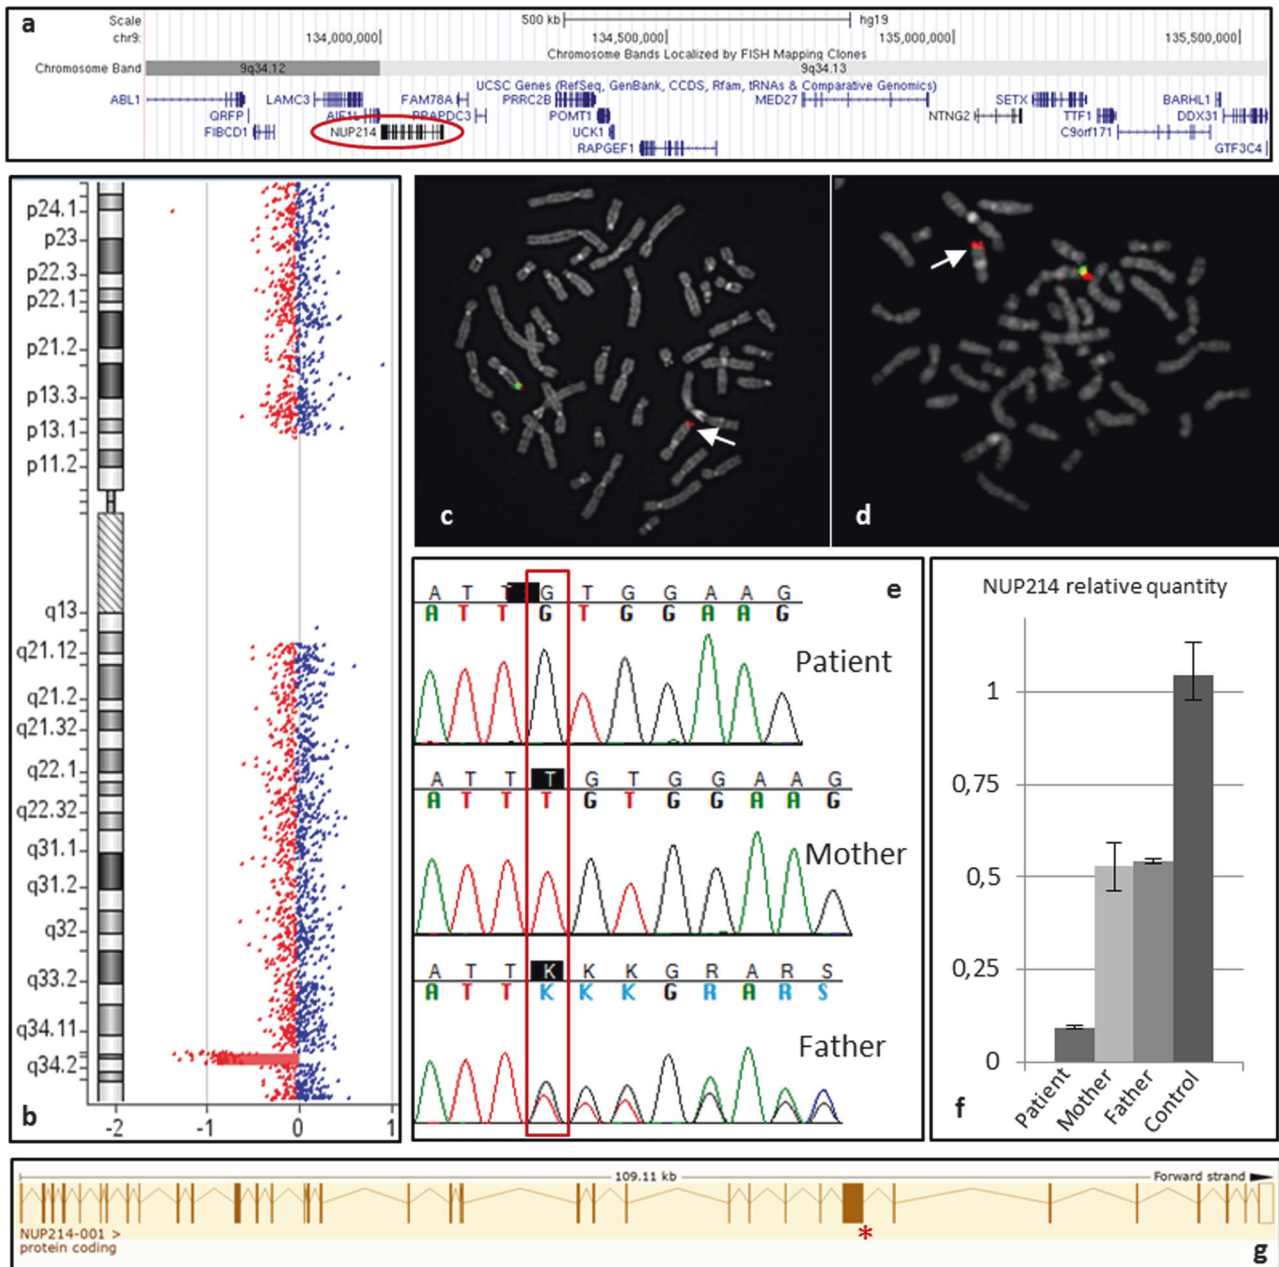 a
Scale 500 kb hg19
chr9: 134,000,000 134,500,000 135,000,000 135,500,000
Chromosome Bands Localized by FISH Mapping Clones
Chromosome Band 9q34.12 9q34.13
UCSC Genes (RefSeq, GenBank, CCDS, Rfam, tRNAs & Comparative Genomics)
ABL1 LAMC3 FAM78A PRRC2B MED27 SETX BARHL1
QRFP AIF1L PPAPDC3 POMT1 NTNG2 TTF1 DDX31
FIBCD1 NUP214 UCK1 C9orf171
RAPGEF1 GTF3C4
p24.1
p23
p22.3
p22.1
p21.2
p13.3
p13.1
p11.2
q13
q21.12
q21.2
q21.32
q22.1
q22.32
q31.1
q31.2
q32
q33.2
q34.11
q34.2
b -2 -1 0 1
c
d
e
A T T G T G G A A G
A T T G T G G A A G
Patient
A T T T G T G G A A G
A T T T G T G G A A G
Mother
A T T K K K G R A R S
A T T K K K G R A R S
Father
NUP214 relative quantity
1
0,75
0,5
0,25
0
f Patient Mother Father Control
109.11 kb Forward strand
NUP214-001 >
protein coding
*
g